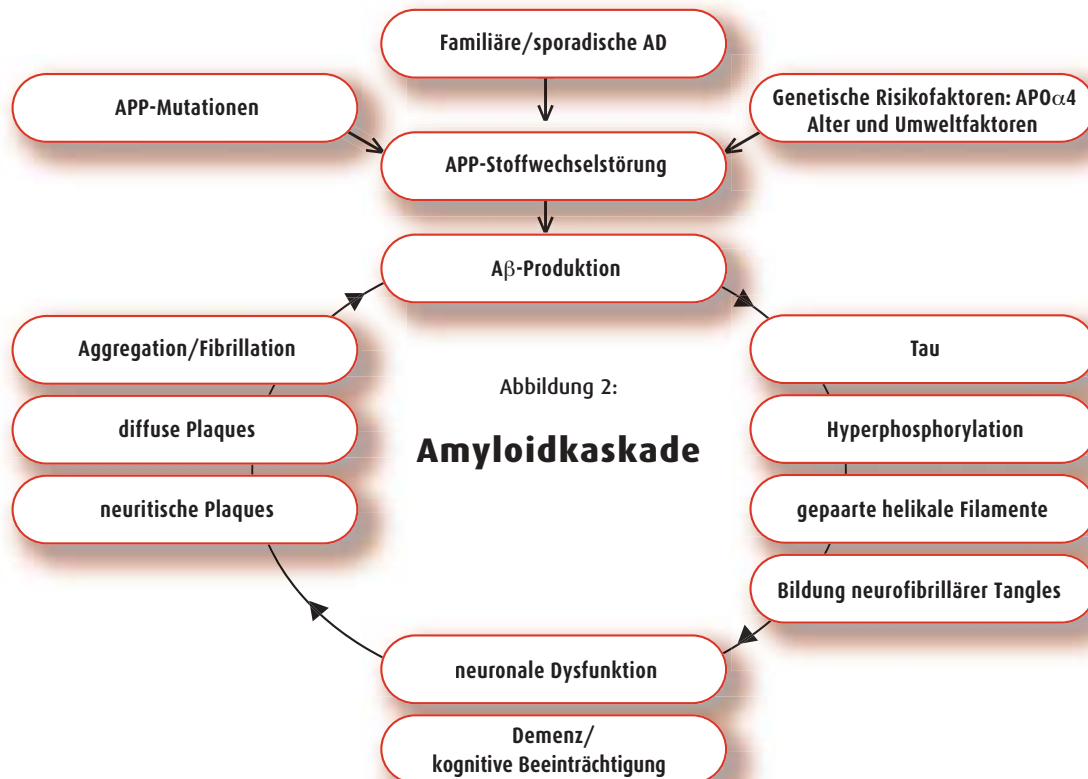 Familiäre/sporadische AD
APP-Mutationen
Genetische Risikofaktoren: APOα4
Alter und Umweltfaktoren
APP-Stoffwechselstörung
Aβ-Produktion
Aggregation/Fibrillation
Tau
Abbildung 2:
diffuse Plaques
Hyperphosphorylation
Amyloidkaskade
neuritische Plaques
gepaarte helikale Filamente
Bildung neurofibrillärer Tangles
neuronale Dysfunktion
Demenz/
kognitive Beeinträchtigung